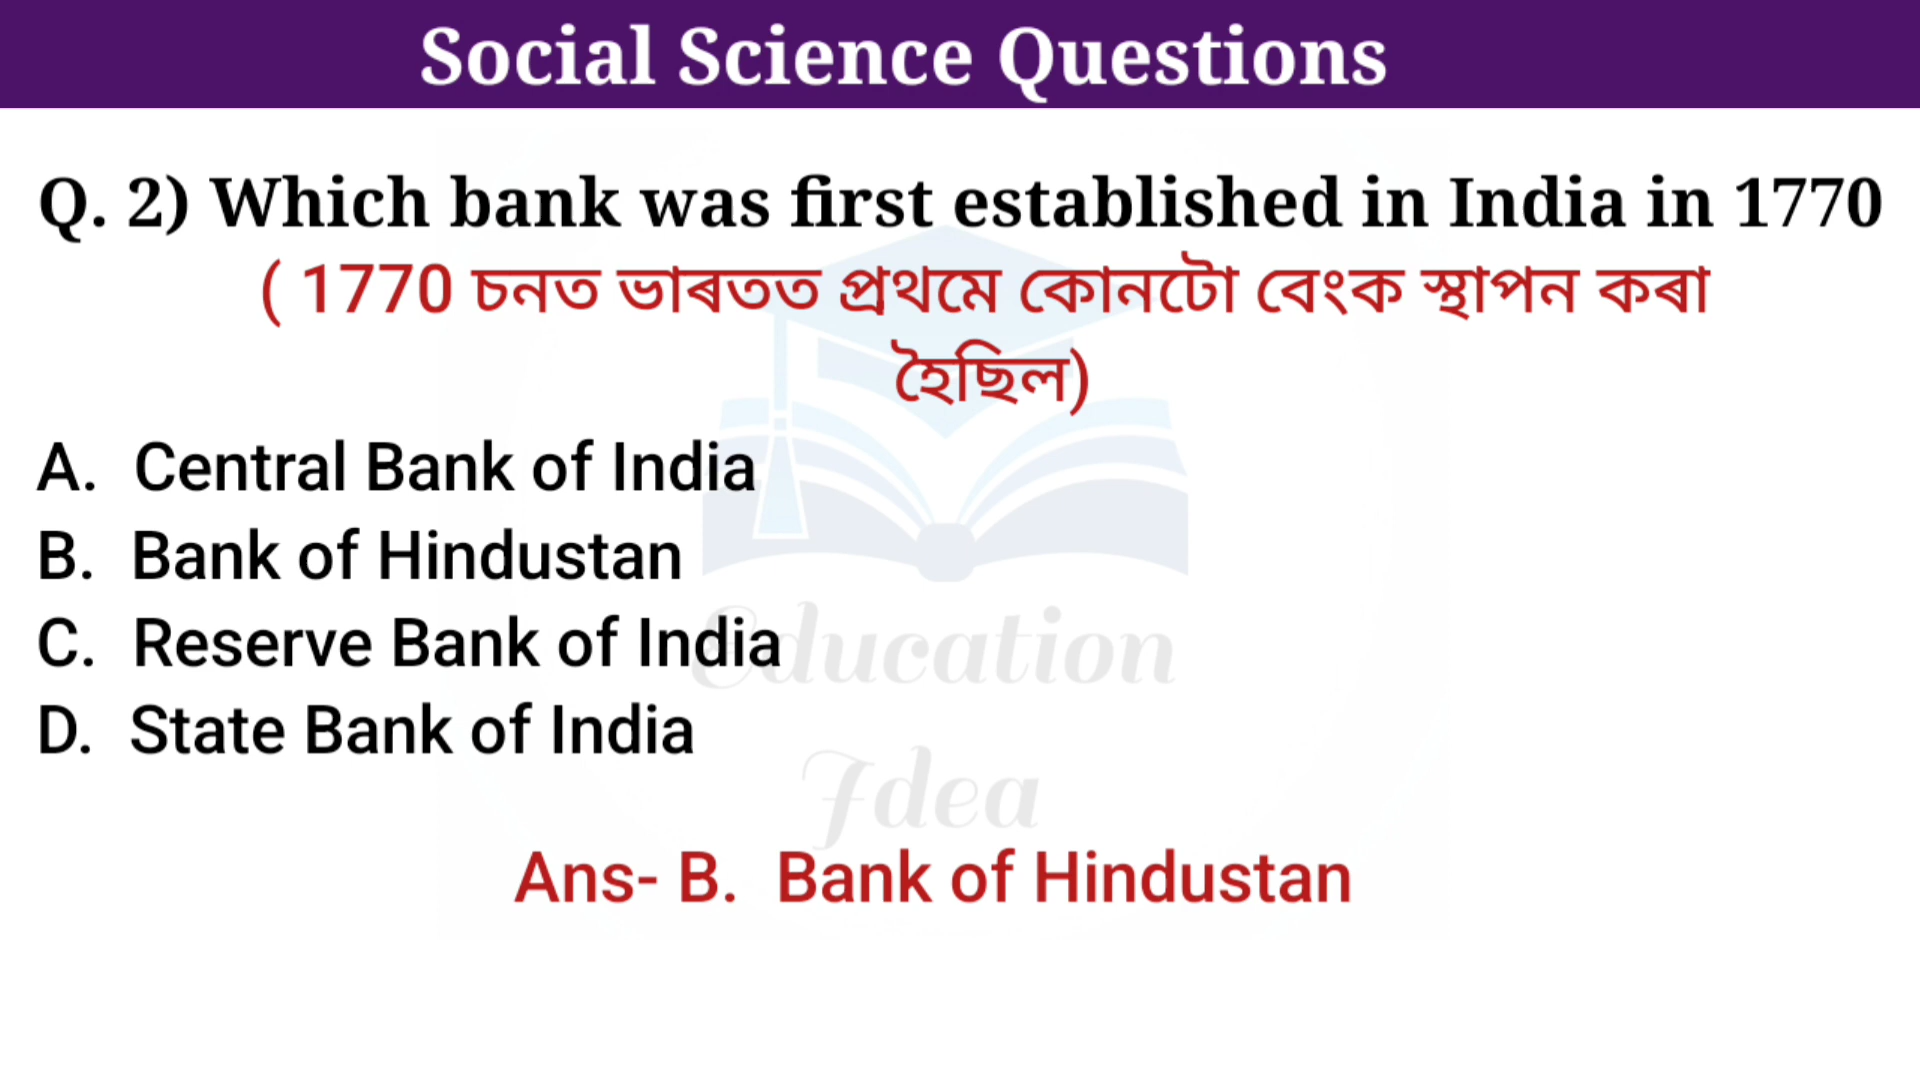 Social Science Questions
Q. 2) Which bank was first established in India in 1770
( 1770 চনত ভাৰতত প্ৰথমে কোনটো বেংক স্থাপন কৰা
হৈছিল)
A. Central Bank of India
B. Bank of Hindustan
C. Reserve Bank of India
D. State Bank of India
Education
Idea
Ans- B. Bank of Hindustan